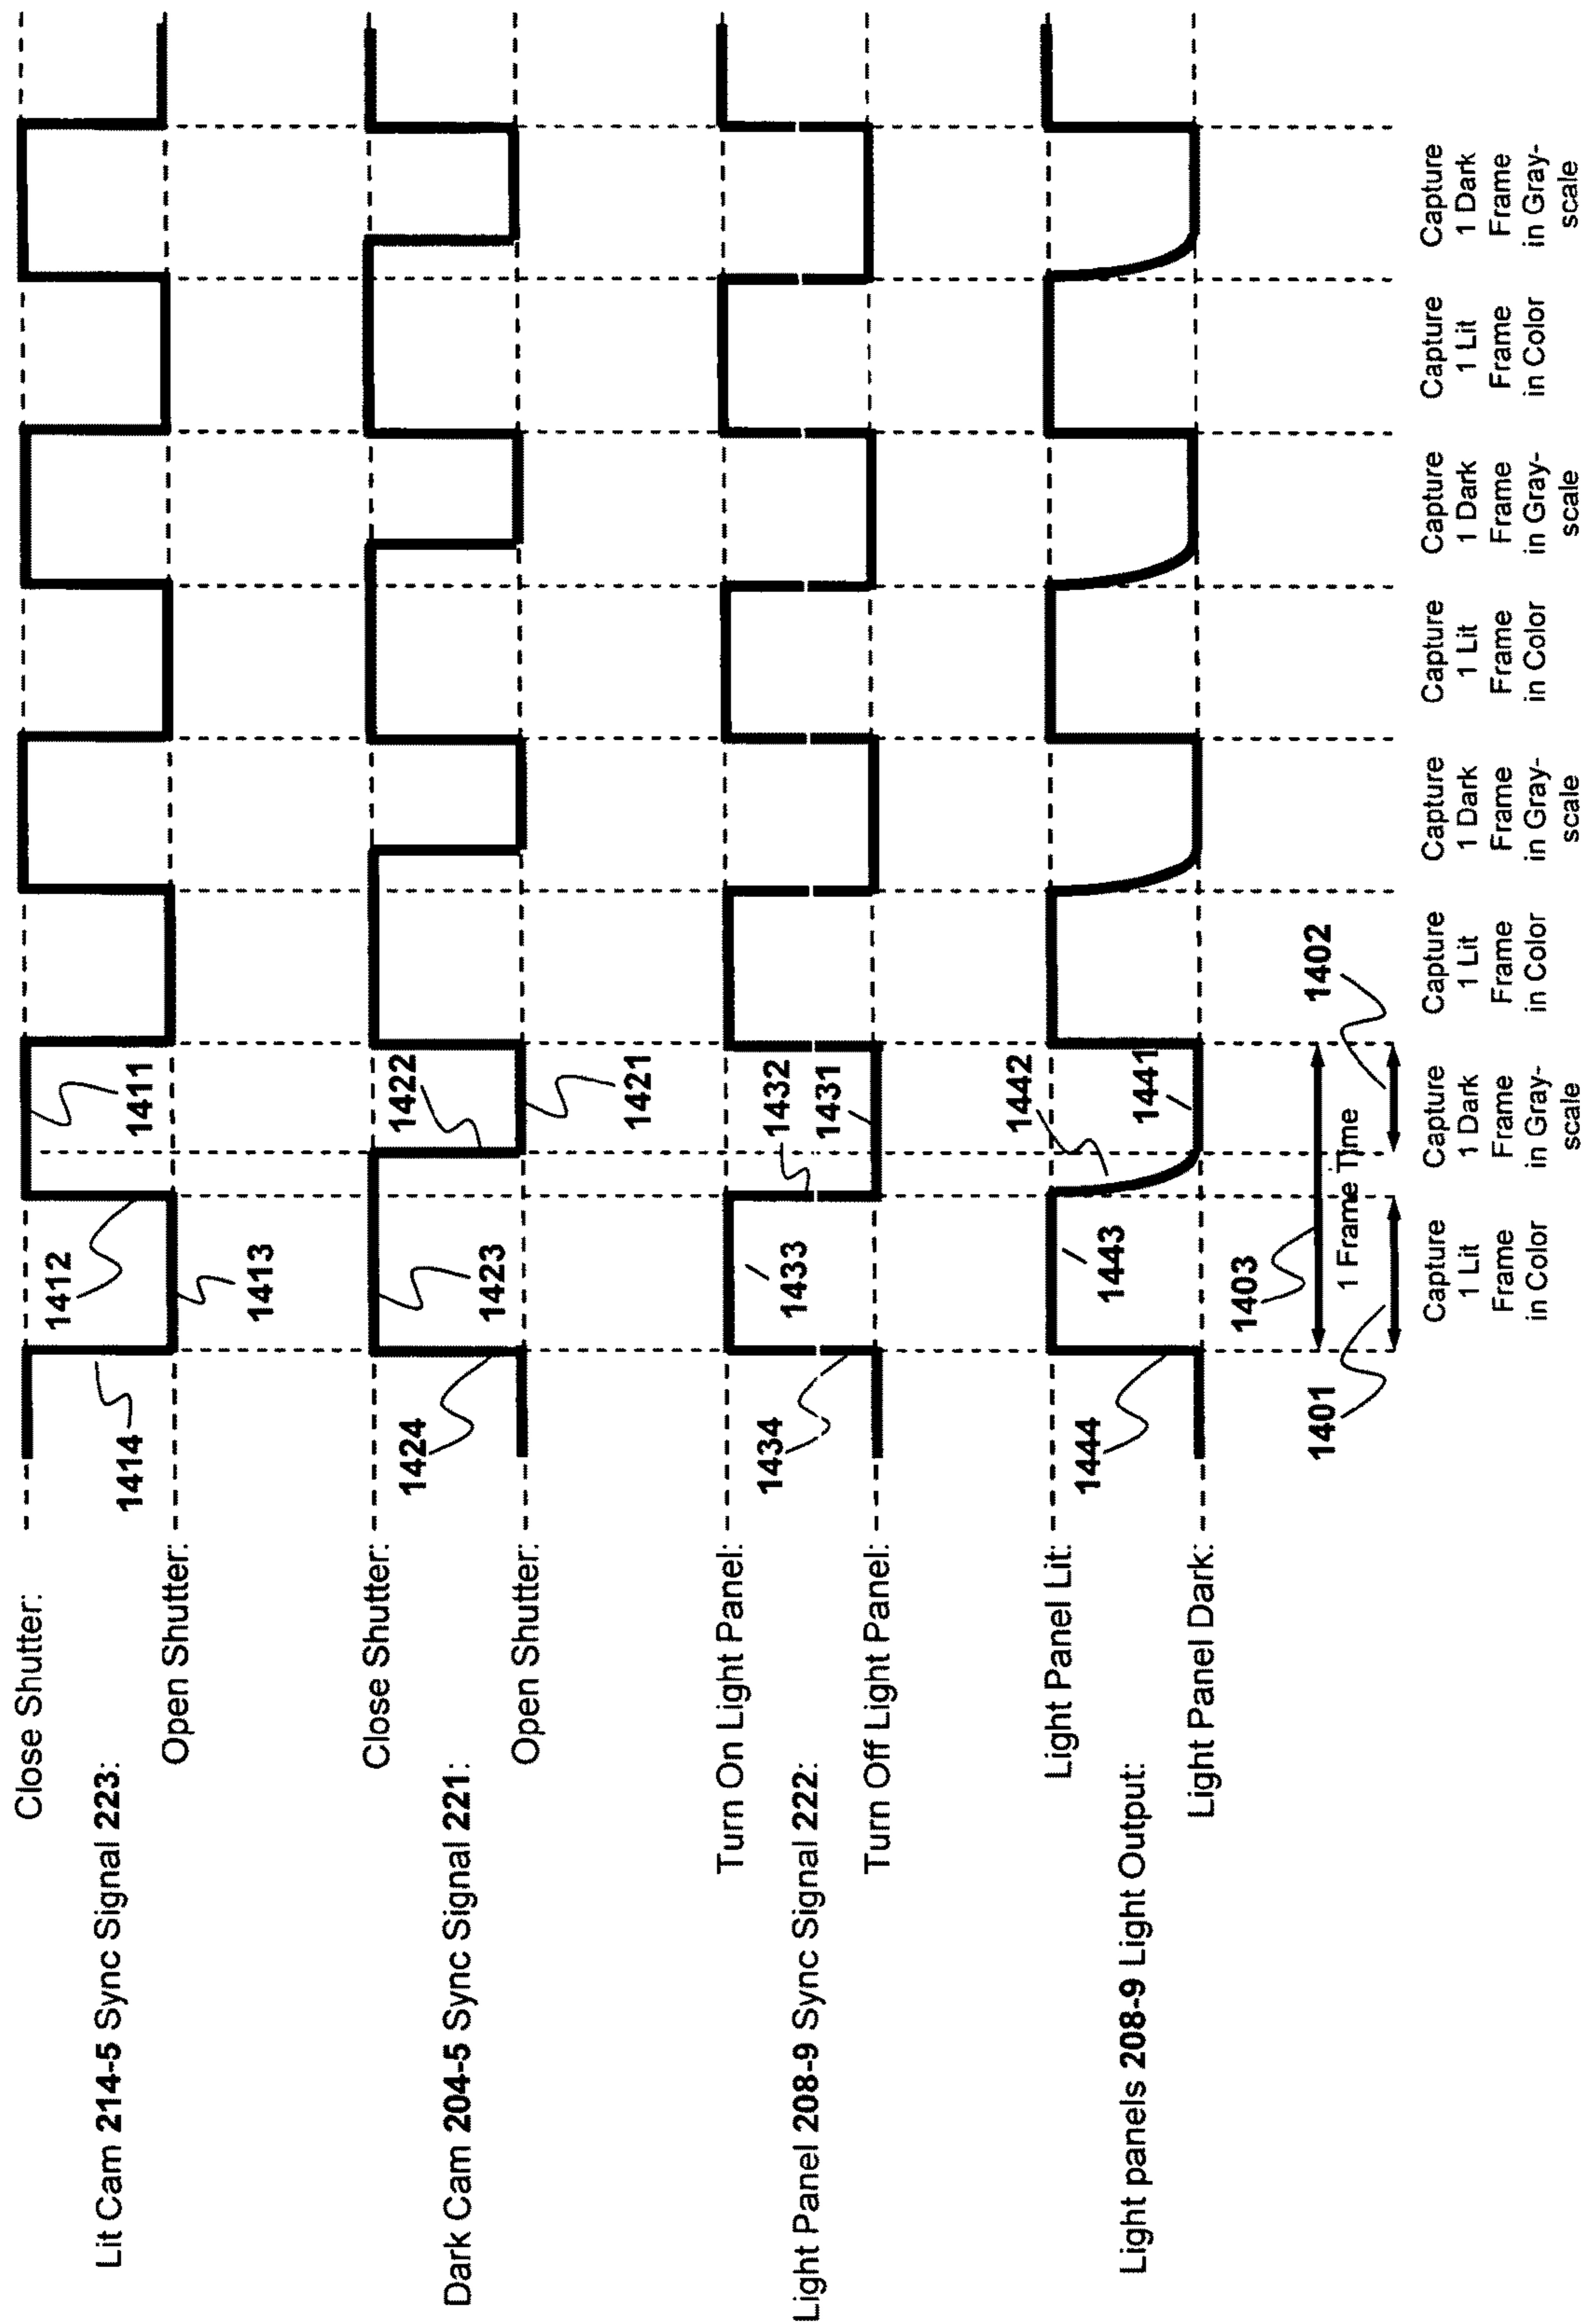 Close Shutter:
Lit Cam 214-5 Sync Signal 223:
Open Shutter:
1414
1412
1413
1411
Close Shutter:
Dark Cam 204-5 Sync Signal 221:
Open Shutter:
1424
1423
1422
1421
Turn On Light Panel:
Light Panel 208-9 Sync Signal 222:
Turn Off Light Panel:
1434
1433
1432
1431
Light Panel Lit:
Light panels 208-9 Light Output:
Light Panel Dark:
1444
1443
1442
1441
1403
1 Frame Time
1401
1402
Capture
1 Lit
Frame
in Color
Capture
1 Dark
Frame
in Gray-
scale
Capture
1 Lit
Frame
in Color
Capture
1 Dark
Frame
in Gray-
scale
Capture
1 Lit
Frame
in Color
Capture
1 Dark
Frame
in Gray-
scale
Capture
1 Lit
Frame
in Color
Capture
1 Dark
Frame
in Gray-
scale